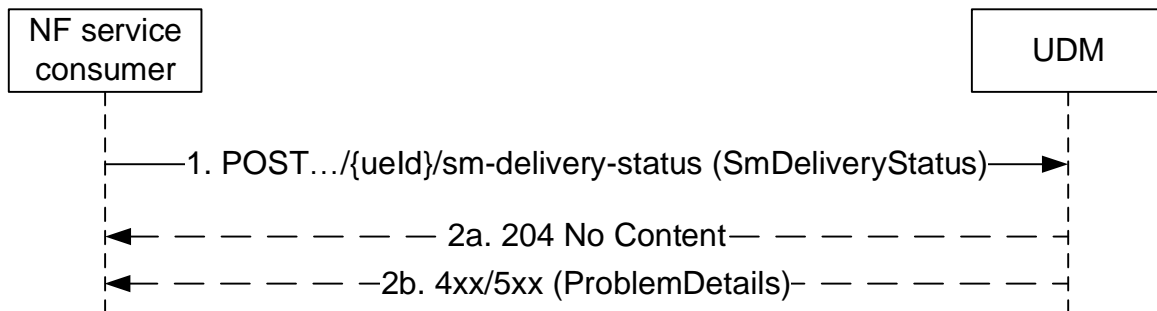 NF service
consumer
UDM
1. POST…/{ueId}/sm-delivery-status (SmDeliveryStatus)
2a. 204 No Content
2b. 4xx/5xx (ProblemDetails)